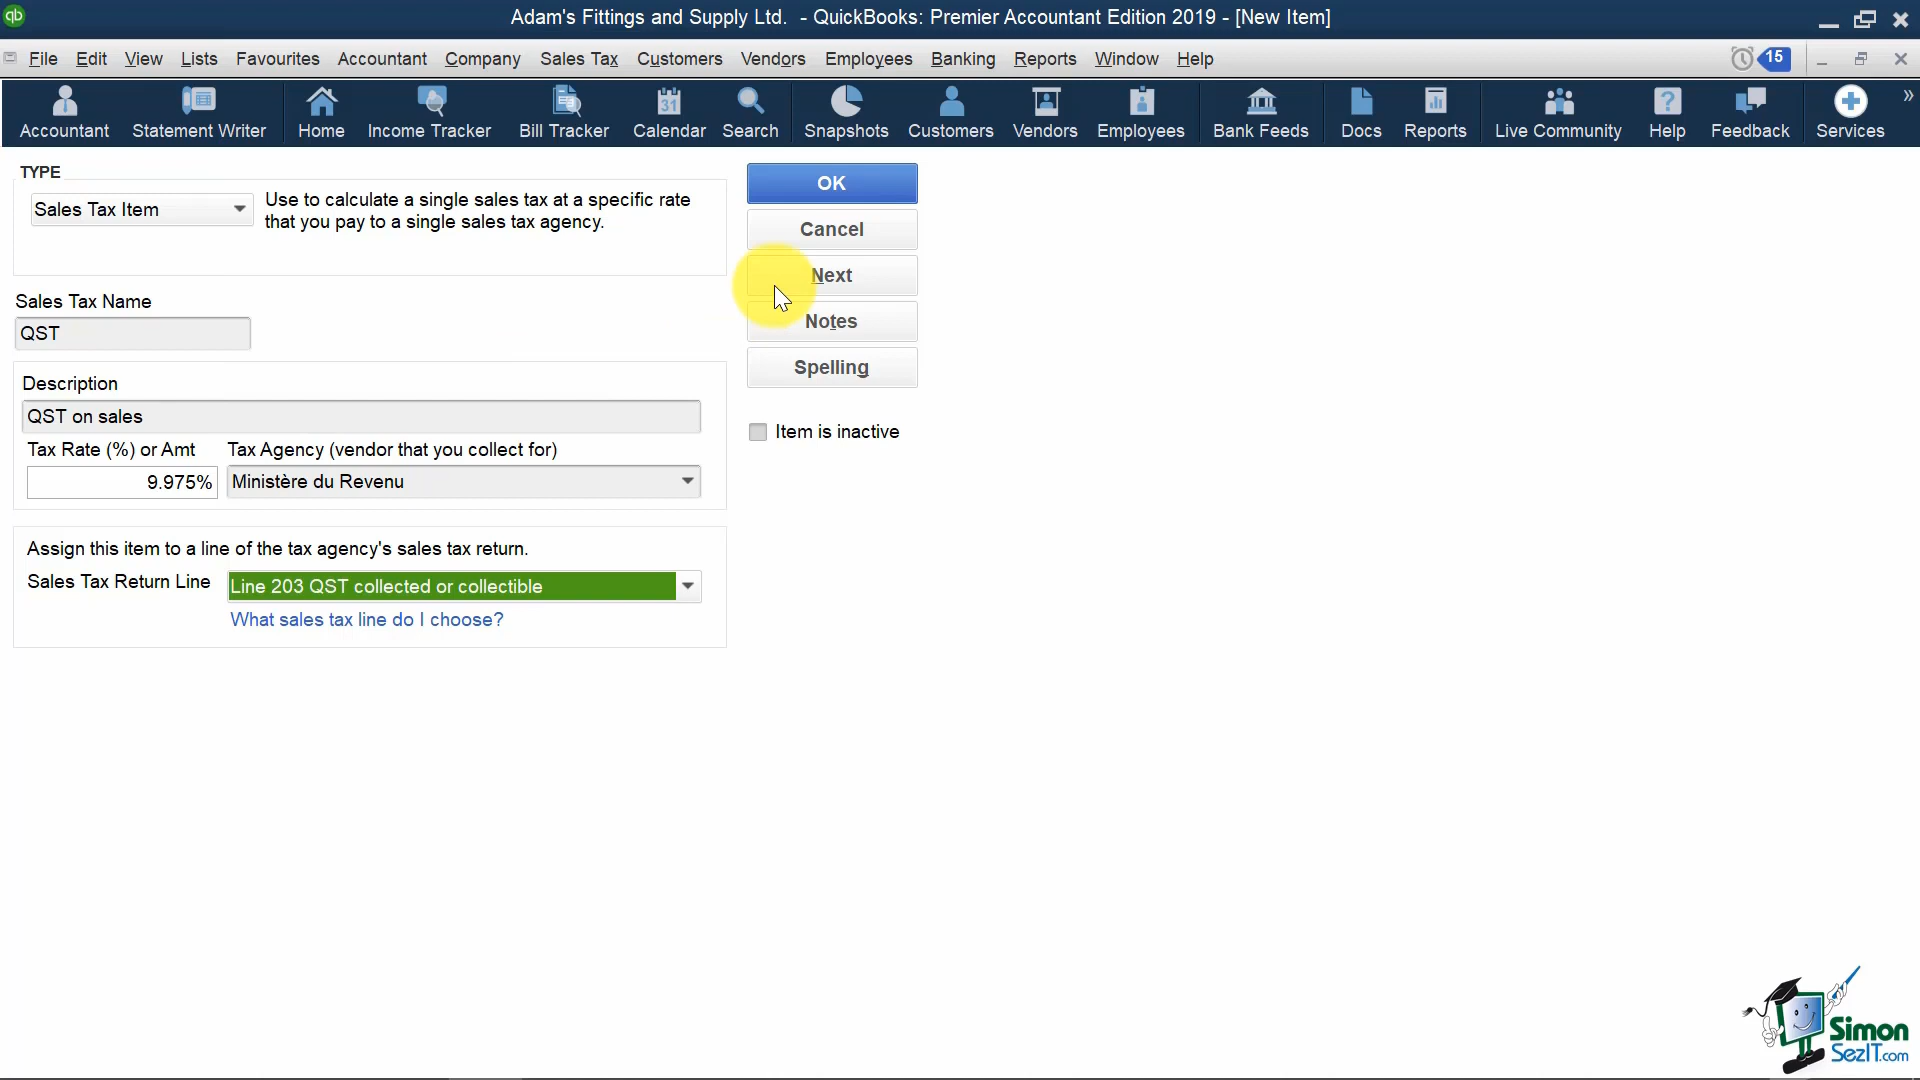 qb
Adam's Fittings and Supply Ltd. - QuickBooks: Premier Accountant Edition 2019 - [New Item]
File Edit View Lists Favourites Accountant Company Sales Tax Customers Vendors Employees Banking Reports Window Help 15
31
Accountant Statement Writer Home Income Tracker Bill Tracker Calendar Search Snapshots Customers Vendors Employees Bank Feeds Docs Reports Live Community Help Feedback Services
TYPE
Sales Tax Item
Use to calculate a single sales tax at a specific rate
that you pay to a single sales tax agency.
OK
Cancel
Next
Notes
Spelling
Item is inactive
Sales Tax Name
QST
Description
QST on sales
Tax Rate (%) or Amt Tax Agency (vendor that you collect for)
9.975% Ministère du Revenu
Assign this item to a line of the tax agency's sales tax return.
Sales Tax Return Line Line 203 QST collected or collectible
What sales tax line do I choose?
Simon
SezIT.com